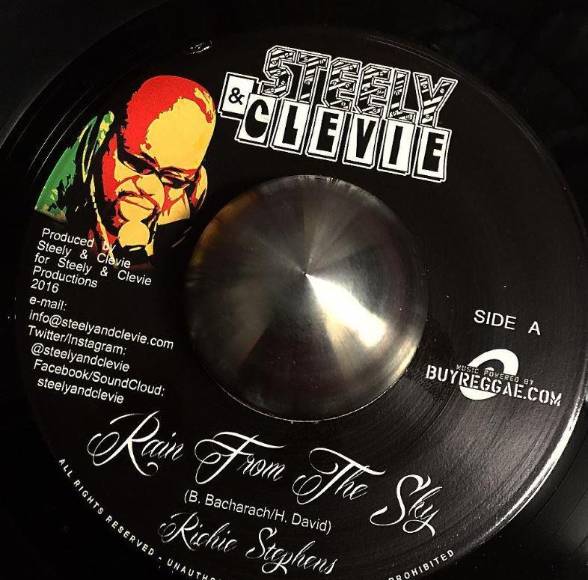 STEELY
& CLEVIE
Produced by
Steely & Clevie
for Steely & Clevie
Productions
2016
e-mail:
info@steelyandclevie.com
Twitter/Instagram:
@steelyandclevie
Facebook/SoundCloud:
steelyandclevie
SIDE A
MUSIC POWERED BY
BUYREGGAE.COM
Rain From The Sky
(B. Bacharach/H. David)
Richie Stephens
ALL RIGHTS RESERVED - 
PROHIBITED